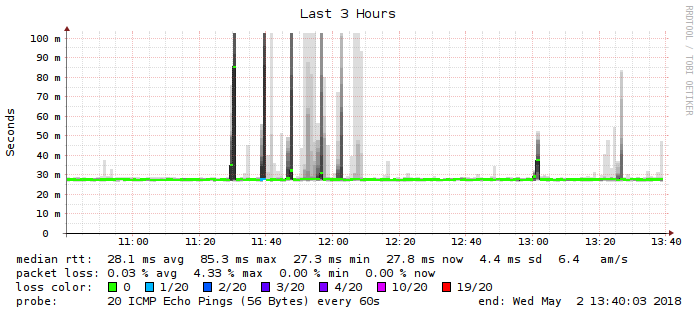 Last 3 Hours
RRDTOOL / TOBI OETIKER
Seconds
100 m
90 m
80 m
70 m
60 m
50 m
40 m
30 m
20 m
10 m
0
11:00 11:20 11:40 12:00 12:20 12:40 13:00 13:20 13:40
median rtt: 28.1 ms avg 85.3 ms max 27.3 ms min 27.8 ms now 4.4 ms sd 6.4 am/s
packet loss: 0.03 % avg 4.33 % max 0.00 % min 0.00 % now
loss color: 0 1/20 2/20 3/20 4/20 10/20 19/20
probe: 20 ICMP Echo Pings (56 Bytes) every 60s end: Wed May 2 13:40:03 2018